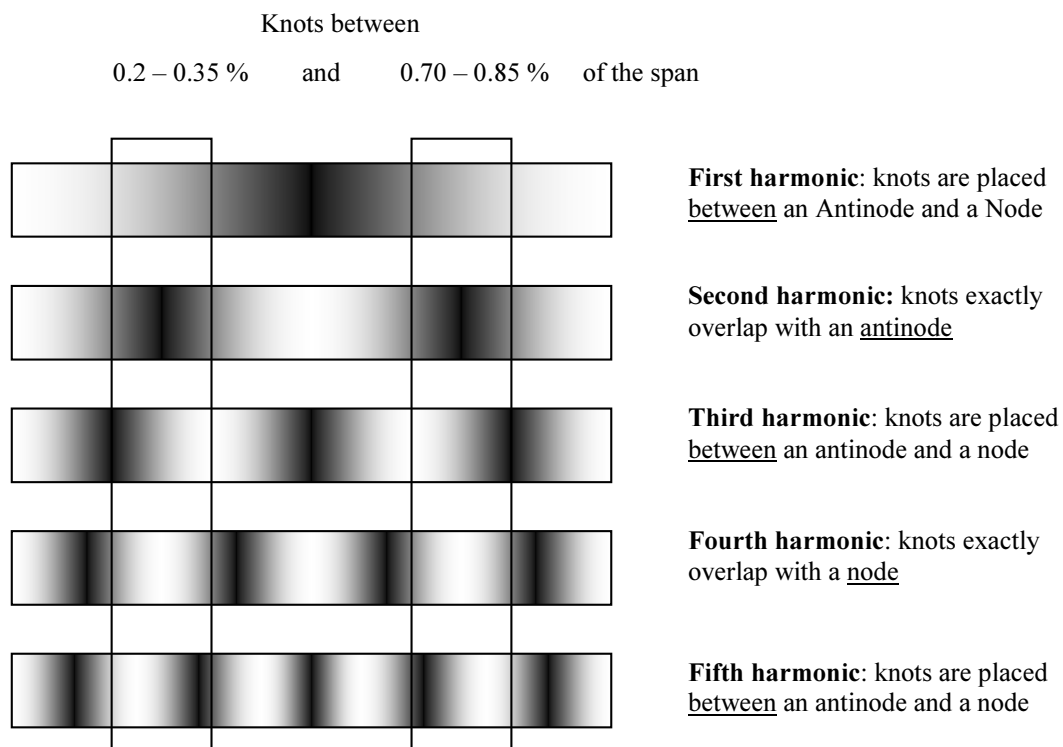 Knots between
0.2 – 0.35 % and 0.70 – 0.85 % of the span
First harmonic: knots are placed
between an Antinode and a Node
Second harmonic: knots exactly
overlap with an antinode
Third harmonic: knots are placed
between an antinode and a node
Fourth harmonic: knots exactly
overlap with a node
Fifth harmonic: knots are placed
between an antinode and a node